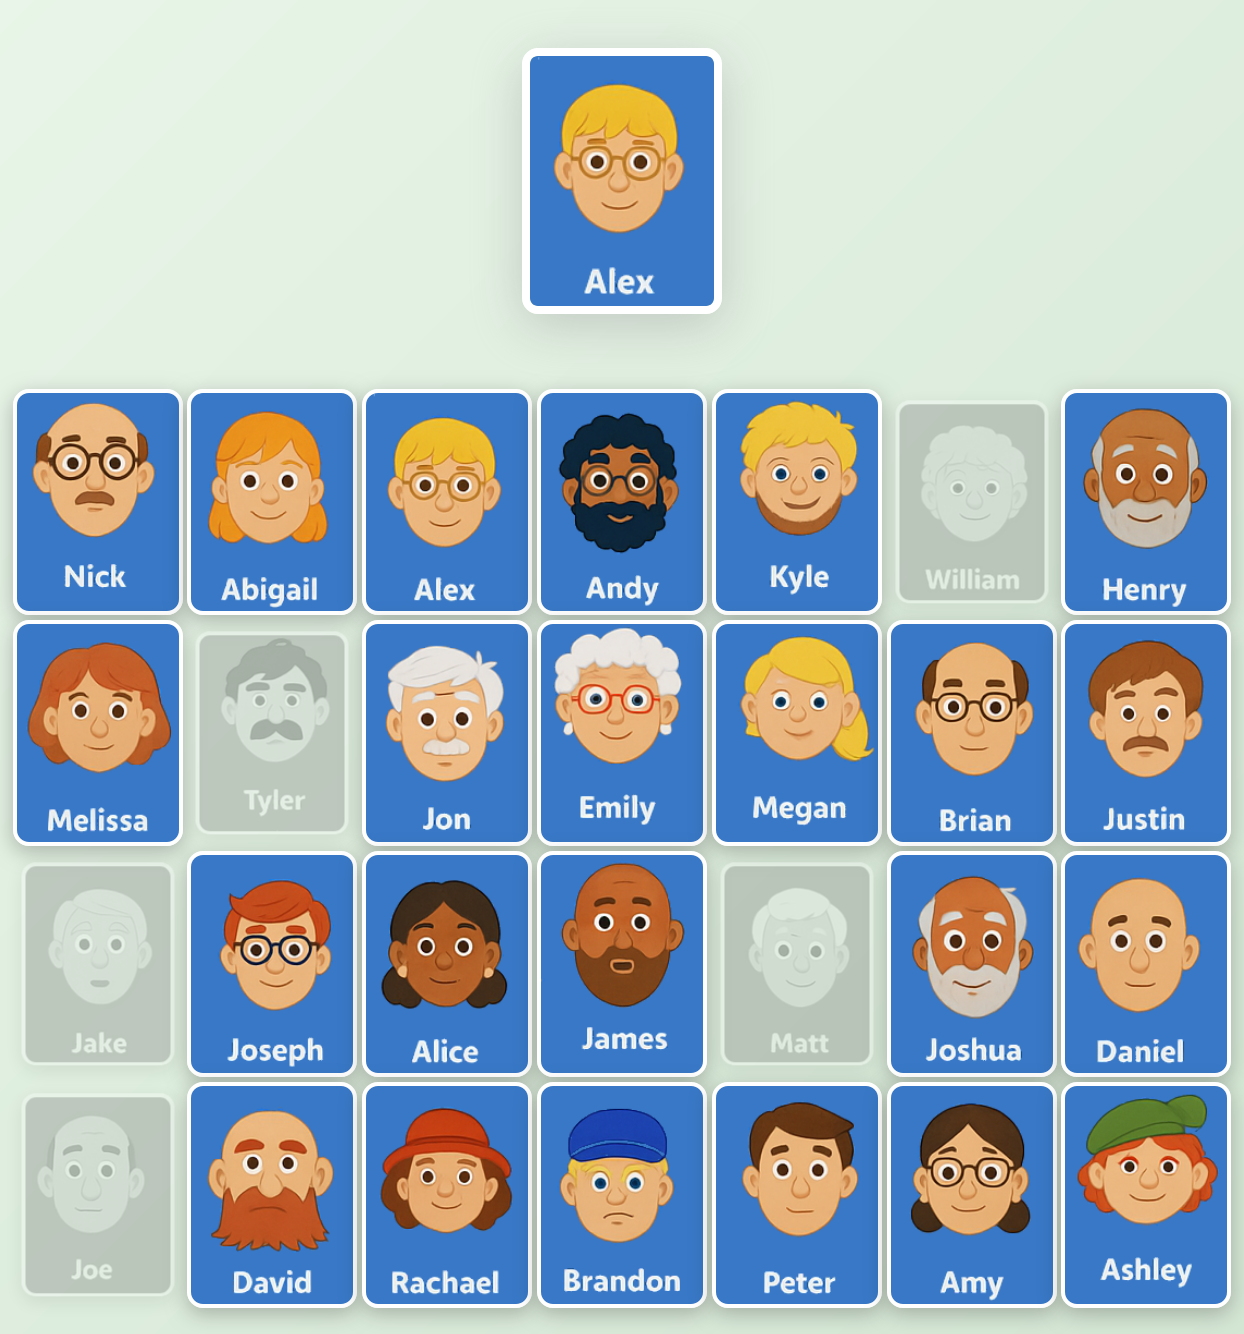 Alex
Nick
Abigail
Alex
Andy
Kyle
William
Henry
Melissa
Tyler
Jon
Emily
Megan
Brian
Justin
Jake
Joseph
Alice
James
Matt
Joshua
Daniel
Joe
David
Rachael
Brandon
Peter
Amy
Ashley